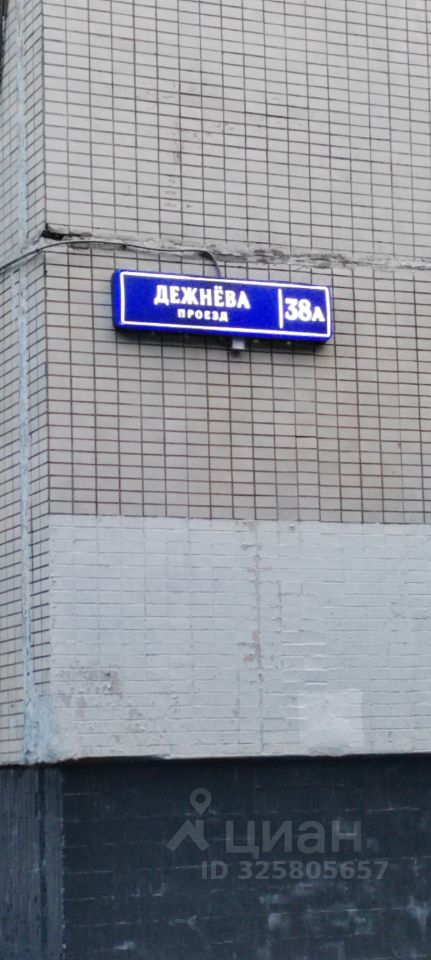 ДЕЖНЁВА
ПРОЕЗД
38А
циан
ID 325805657